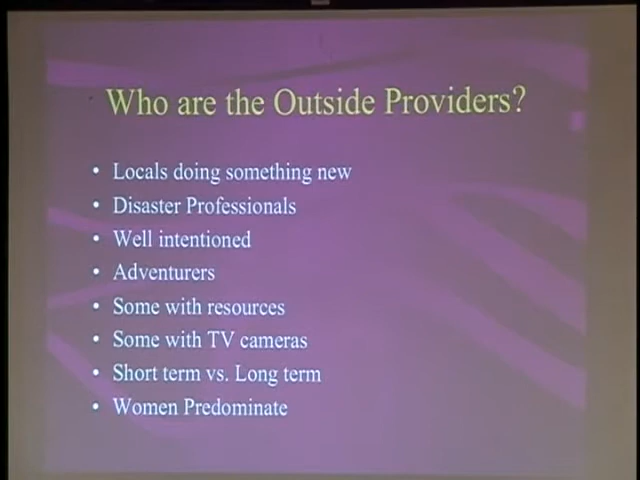 Who are the Outside Providers?
• Locals doing something new
• Disaster Professionals
• Well intentioned
• Adventurers
• Some with resources
• Some with TV cameras
• Short term vs. Long term
• Women Predominate